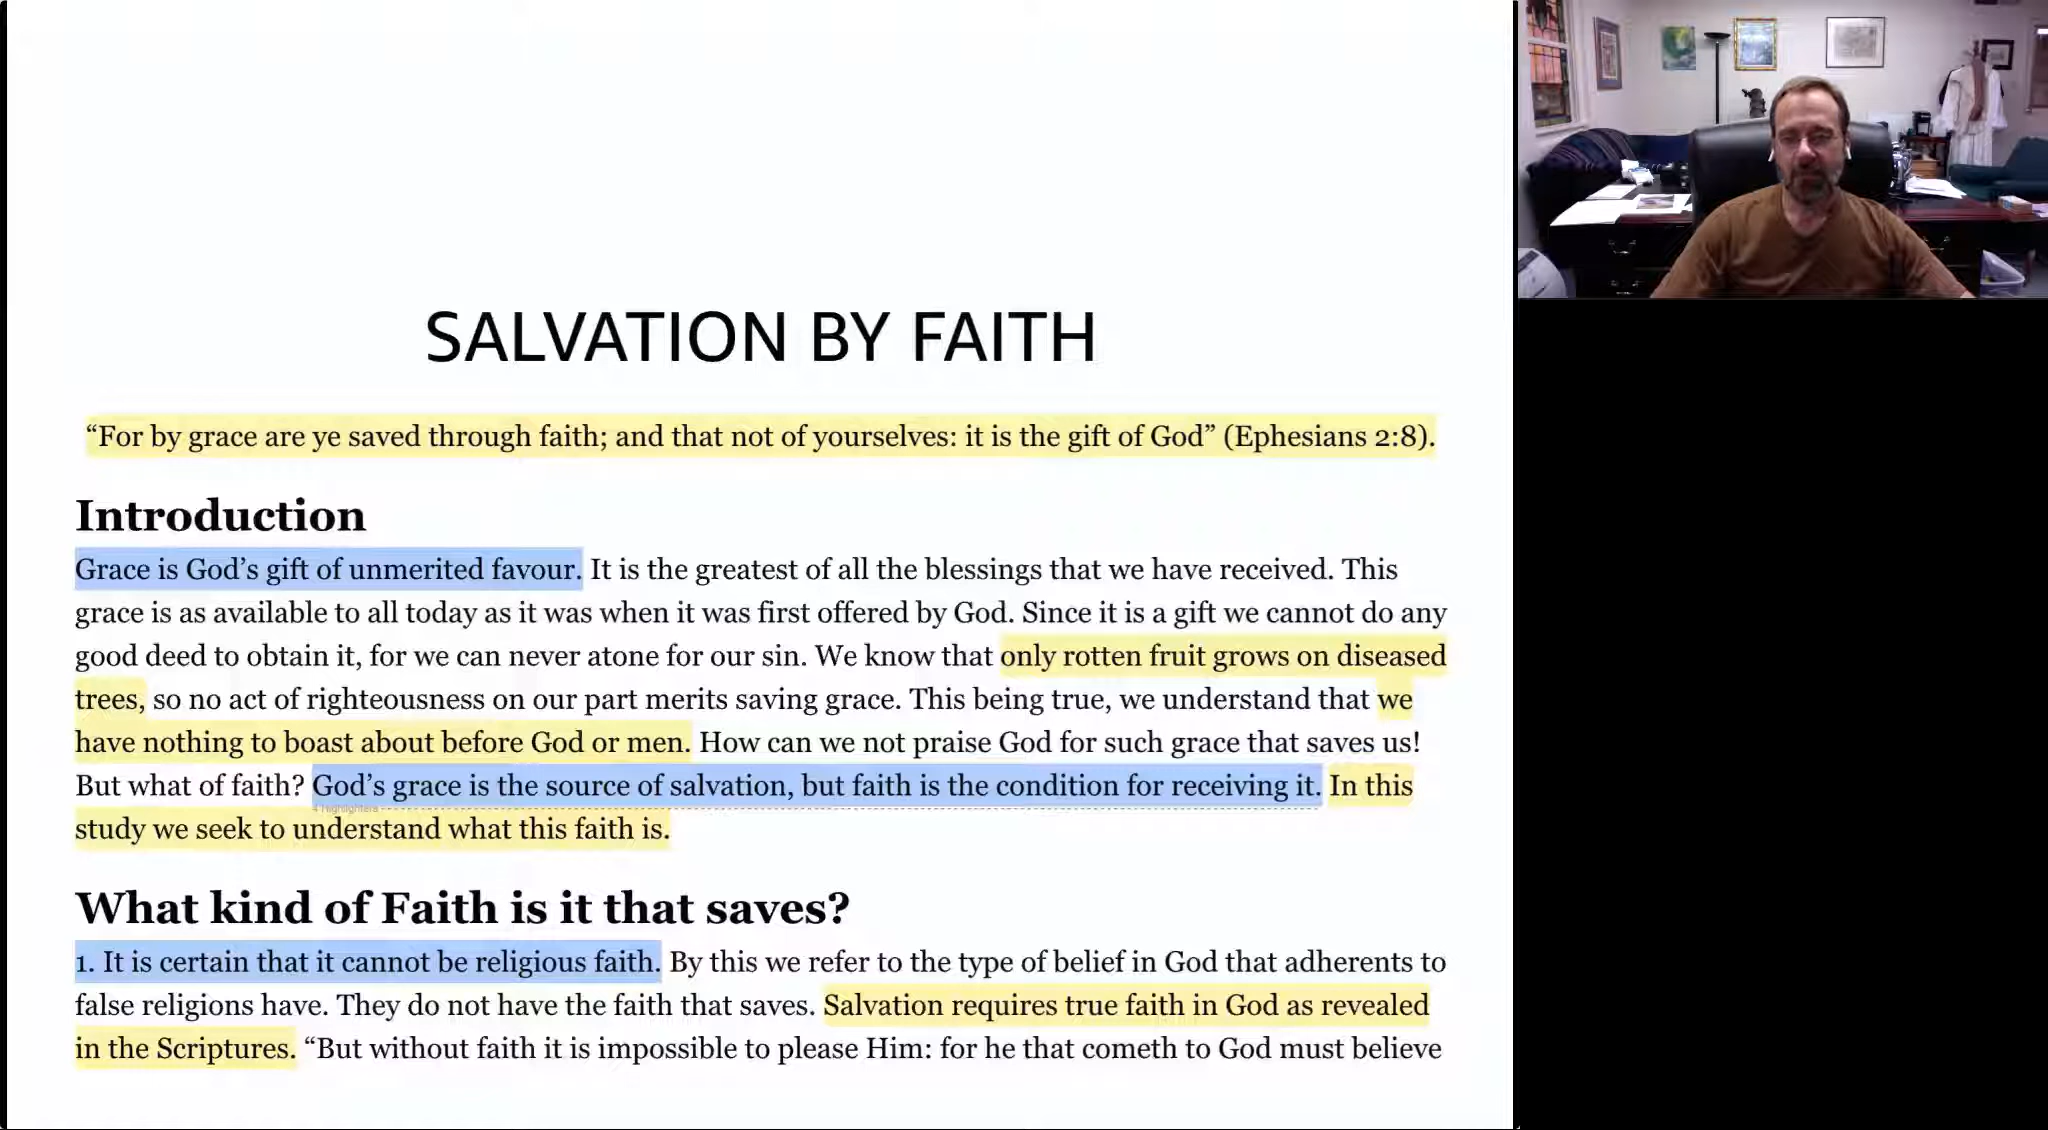 SALVATION BY FAITH
“For by grace are ye saved through faith; and that not of yourselves: it is the gift of God” (Ephesians 2:8).
Introduction
Grace is God’s gift of unmerited favour. It is the greatest of all the blessings that we have received. This
grace is as available to all today as it was when it was first offered by God. Since it is a gift we cannot do any
good deed to obtain it, for we can never atone for our sin. We know that only rotten fruit grows on diseased
trees, so no act of righteousness on our part merits saving grace. This being true, we understand that we
have nothing to boast about before God or men. How can we not praise God for such grace that saves us!
But what of faith? God’s grace is the source of salvation, but faith is the condition for receiving it. In this
4 Highlighters
study we seek to understand what this faith is.
What kind of Faith is it that saves?
1. It is certain that it cannot be religious faith. By this we refer to the type of belief in God that adherents to
false religions have. They do not have the faith that saves. Salvation requires true faith in God as revealed
in the Scriptures. “But without faith it is impossible to please Him: for he that cometh to God must believe